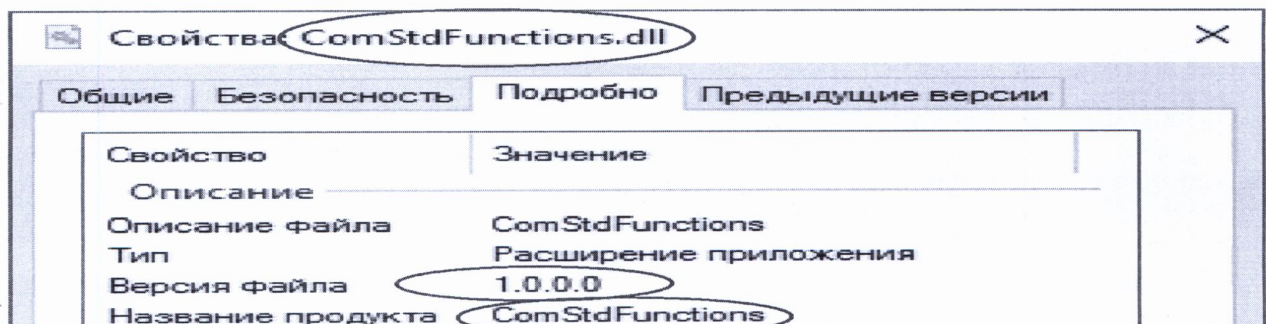 Свойства: ComStdFunctions.dll
Общие Безопасность Подробно Предыдущие версии
Свойство Значение
Описание
Описание файла ComStdFunctions
Тип Расширение приложения
Версия файла 1.0.0.0
Название продукта ComStdFunctions